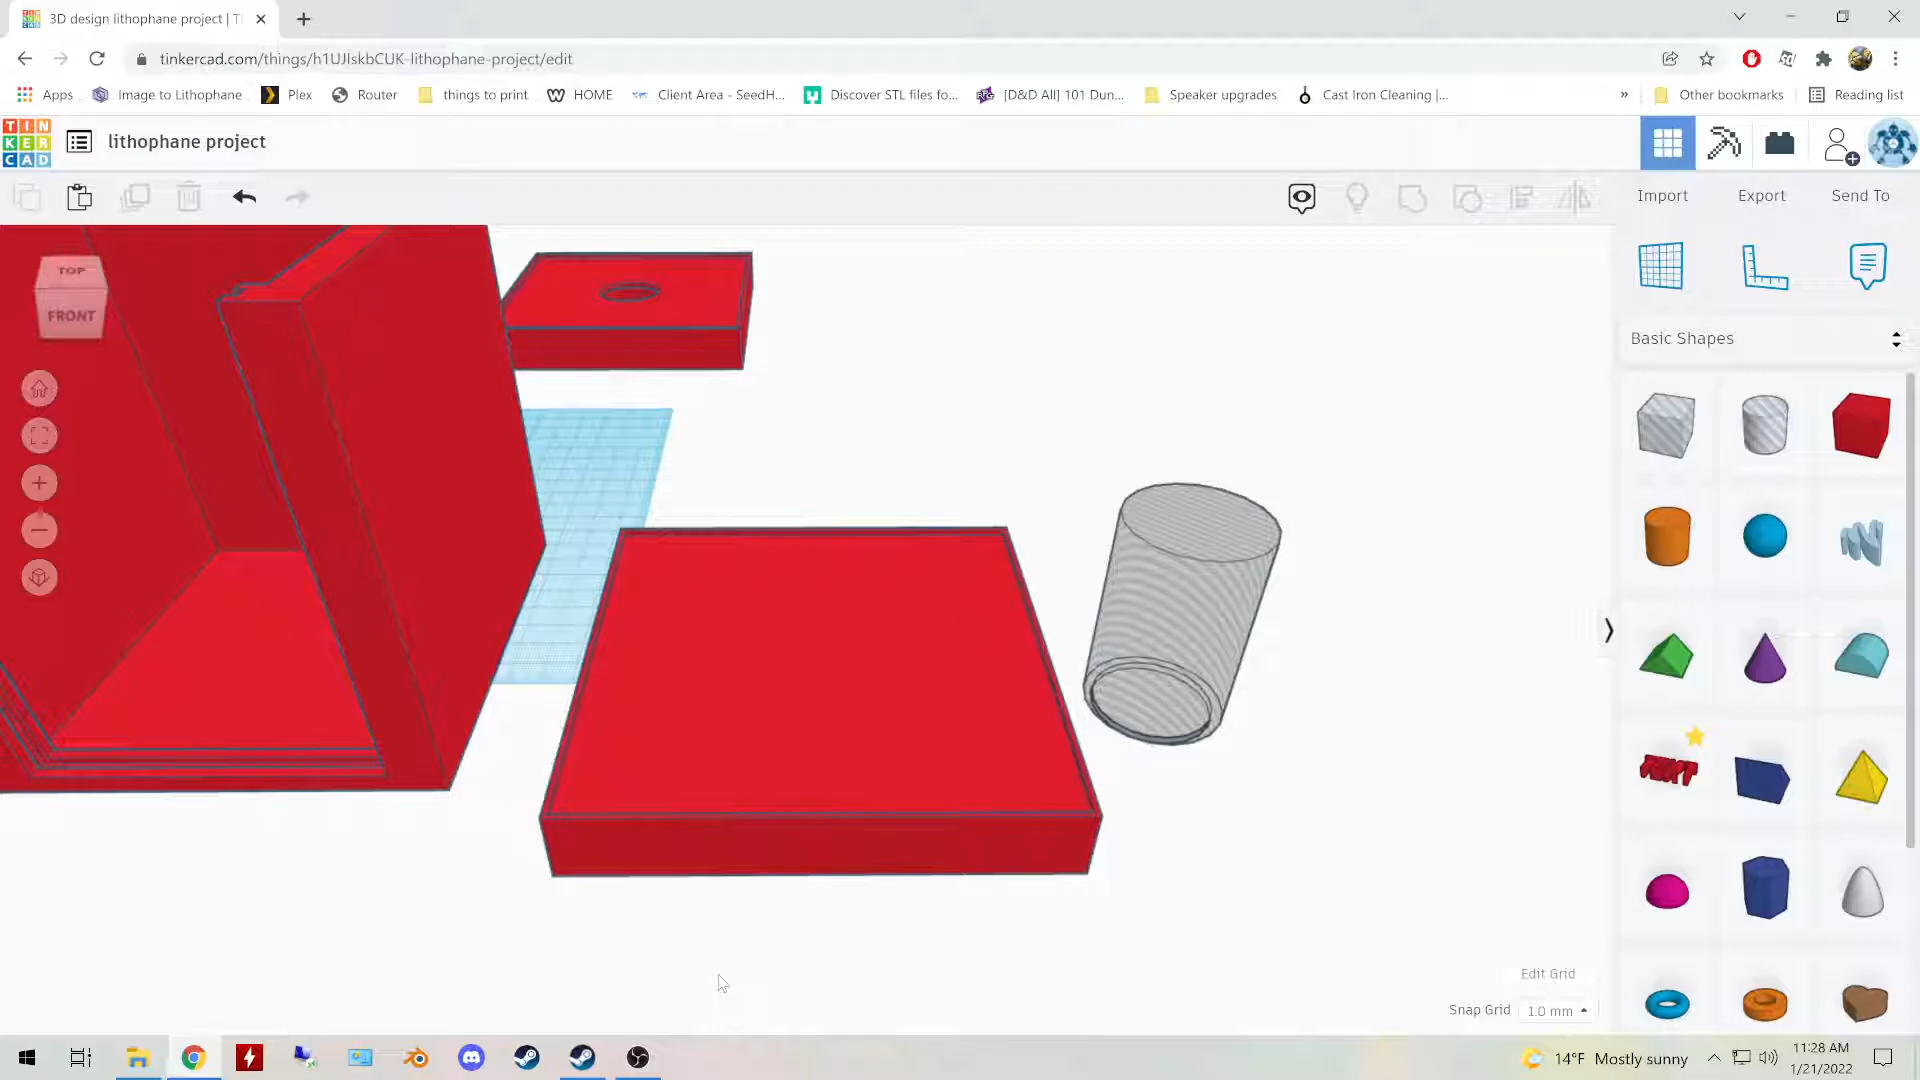 3D design lithophane project | Ti
tinkercad.com/things/h1UJlskbCUK-lithophane-project/edit
Apps
Image to Lithophane
Plex
Router
things to print
HOME
Client Area - SeedH...
Discover STL files fo...
[D&D All] 101 Dun...
Speaker upgrades
Cast Iron Cleaning |...
»
Other bookmarks
Reading list
TIN
KER
CAD
lithophane project
Import
Export
Send To
TOP
FRONT
Basic Shapes
TEXT
Edit Grid
Snap Grid
1.0 mm
14°F Mostly sunny
11:28 AM
1/21/2022